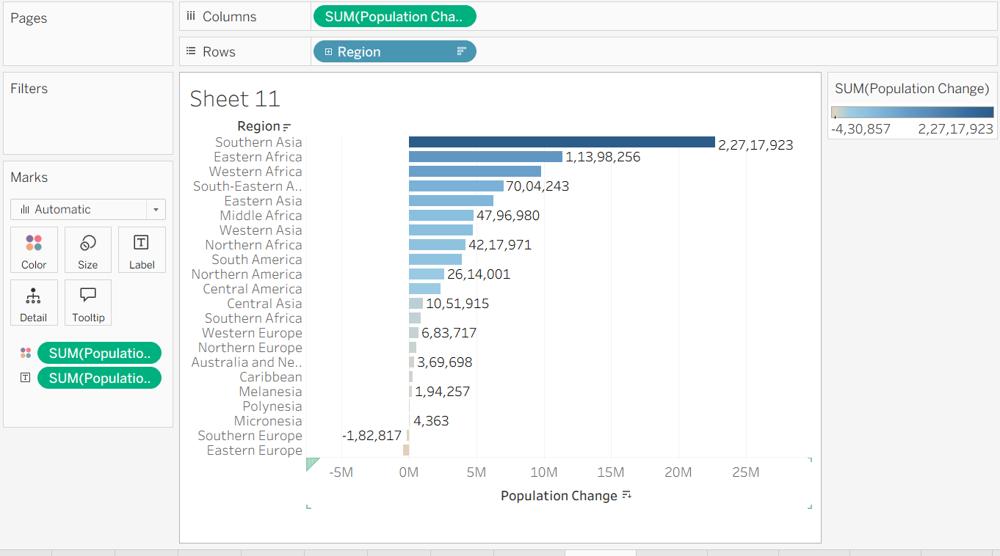 Pages
Columns
SUM(Population Cha..
Rows
Region
Filters
Marks
Automatic
Color
Size
Label
Detail
Tooltip
SUM(Populatio..
SUM(Populatio..
Sheet 11
Region
Southern Asia 2,27,17,923
Eastern Africa 1,13,98,256
Western Africa
South-Eastern A.. 70,04,243
Eastern Asia
Middle Africa 47,96,980
Western Asia
Northern Africa 42,17,971
South America
Northern America 26,14,001
Central America
Central Asia 10,51,915
Southern Africa
Western Europe 6,83,717
Northern Europe
Australia and Ne.. 3,69,698
Caribbean
Melanesia 1,94,257
Polynesia
Micronesia 4,363
Southern Europe -1,82,817
Eastern Europe
-5M 0M 5M 10M 15M 20M 25M
Population Change
SUM(Population Change)
-4,30,857 2,27,17,923